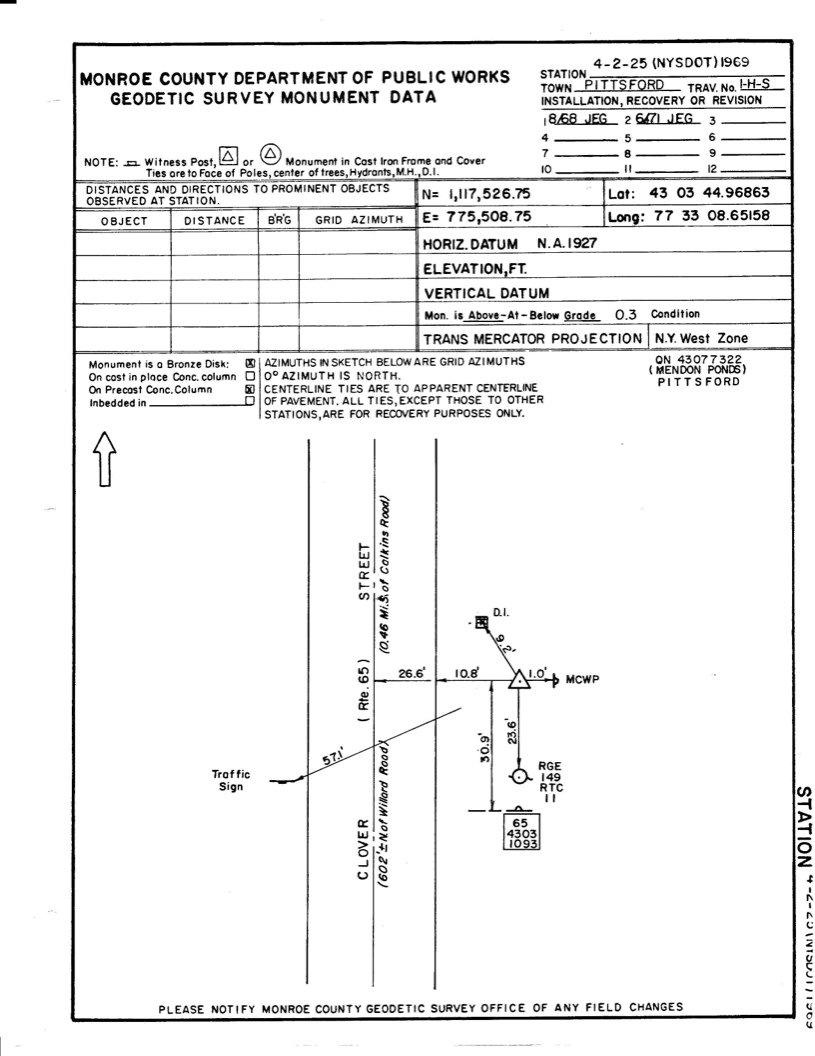 MONROE COUNTY DEPARTMENT OF PUBLIC WORKS
GEODETIC SURVEY MONUMENT DATA
4-2-25 (NYSDOT) 1969
STATION
TOWN PITTSFORD TRAV. No. I-H-S
INSTALLATION, RECOVERY OR REVISION
1 8/68 JEG 2 6/71 JEG 3
4 5 6
7 8 9
10 11 12
NOTE: Witness Post, or Monument in Cast Iron Frame and Cover
Ties are to Face of Poles, center of trees, Hydrants, M.H., D.I.
DISTANCES AND DIRECTIONS TO PROMINENT OBJECTS
OBSERVED AT STATION.
OBJECT DISTANCE B'R'G GRID AZIMUTH
N= 1,117,526.75 Lat: 43 03 44.96863
E= 775,508.75 Long: 77 33 08.65158
HORIZ. DATUM N.A. 1927
ELEVATION, FT.
VERTICAL DATUM
Mon. is Above-At-Below Grade 0.3 Condition
TRANS MERCATOR PROJECTION N.Y. West Zone
Monument is a Bronze Disk:
On cast in place Conc. column
On Precast Conc. Column
Inbedded in
AZIMUTHS IN SKETCH BELOW ARE GRID AZIMUTHS
0° AZIMUTH IS NORTH.
CENTERLINE TIES ARE TO APPARENT CENTERLINE
OF PAVEMENT. ALL TIES, EXCEPT THOSE TO OTHER
STATIONS, ARE FOR RECOVERY PURPOSES ONLY.
QN 43077322
(MENDON PONDS)
PITTSFORD
CLOVER (Rte. 65) STREET
(0.46 Mi. S. of Calkins Road)
(602'± N. of Willard Road)
D.I.
9.2'
26.6'
10.8'
1.0'
MCWP
23.6'
30.9'
57.1'
Traffic
Sign
RGE
149
RTC
11
65
4303
1093
PLEASE NOTIFY MONROE COUNTY GEODETIC SURVEY OFFICE OF ANY FIELD CHANGES
STATION 4-2-25 (NYSDOT) 1969